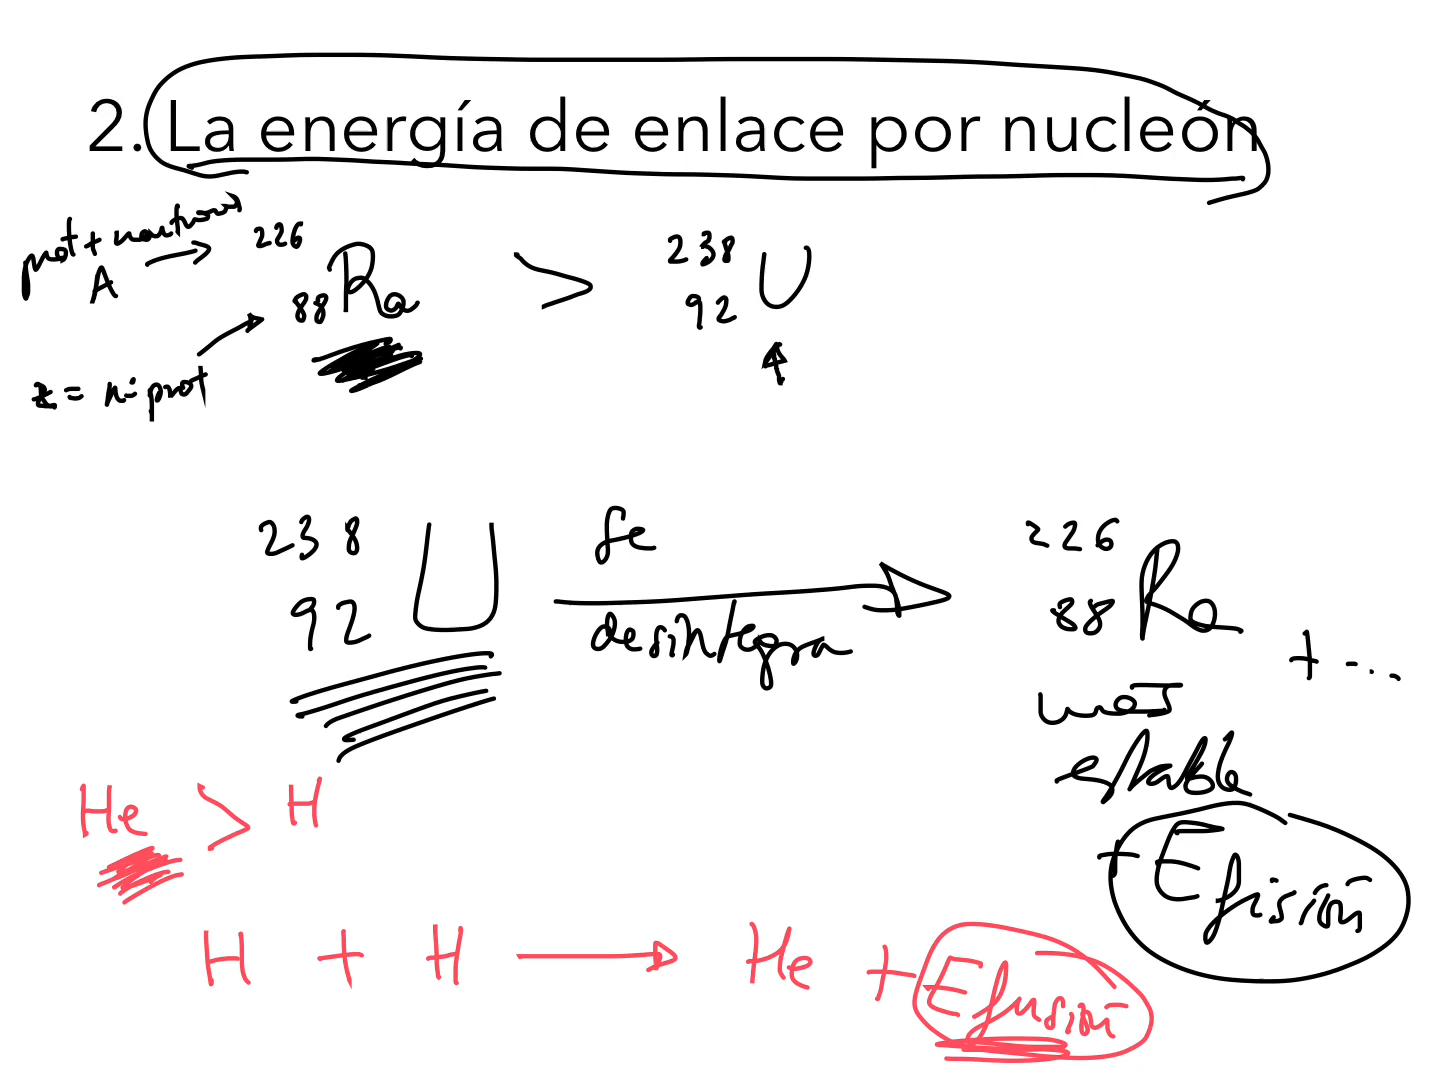 2. La energía de enlace por nucleón
prot + neutrones
A → 226 88 Ra > 238 92 U
z = nº prot
238 92 U se desintegra → 226 88 Ra + ...
más
estable
+ E fisión
He > H
H + H → He + E fusión